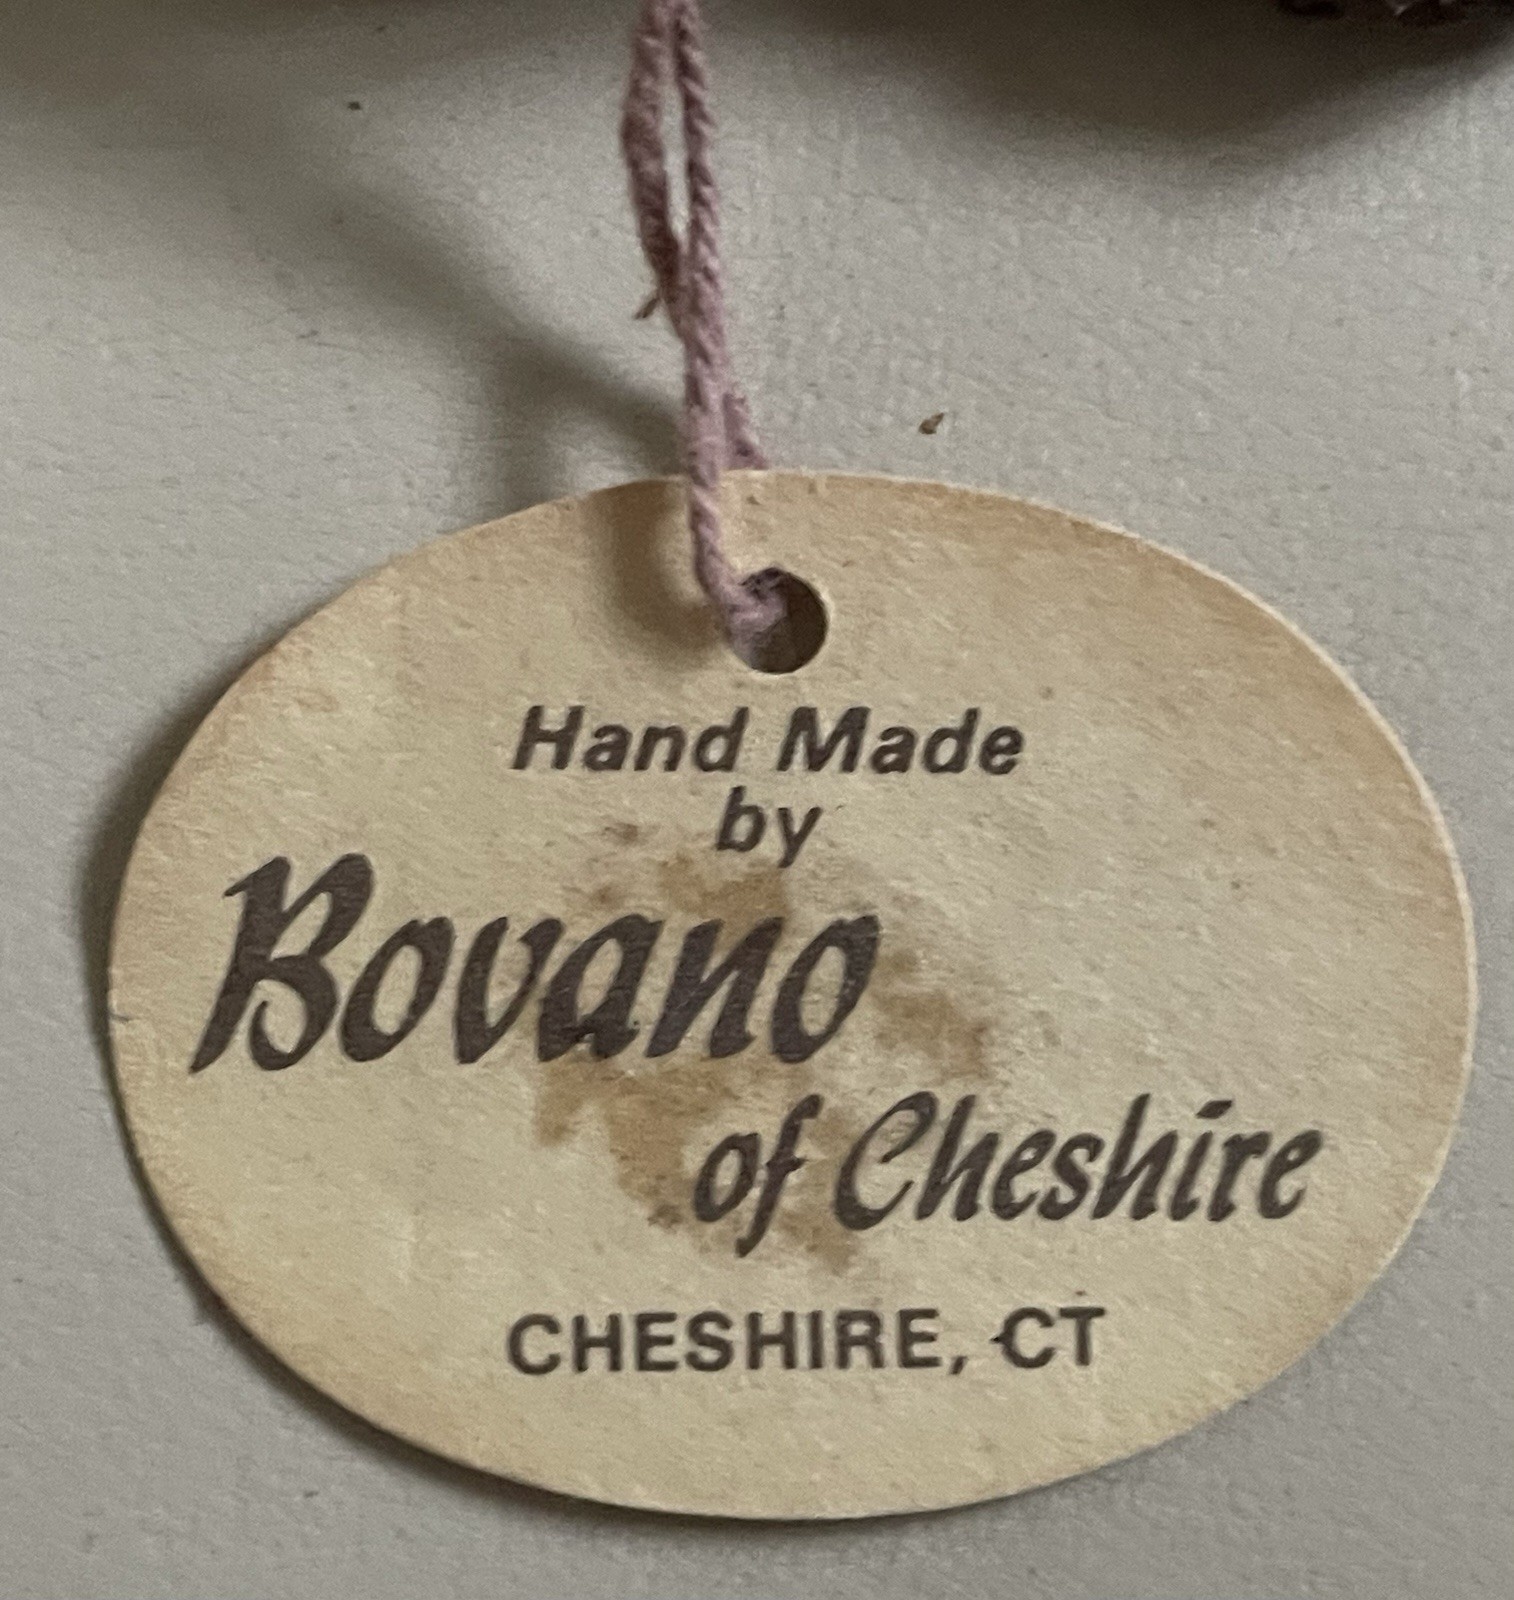 Hand Made
by
Bovano
of Cheshire
CHESHIRE, CT